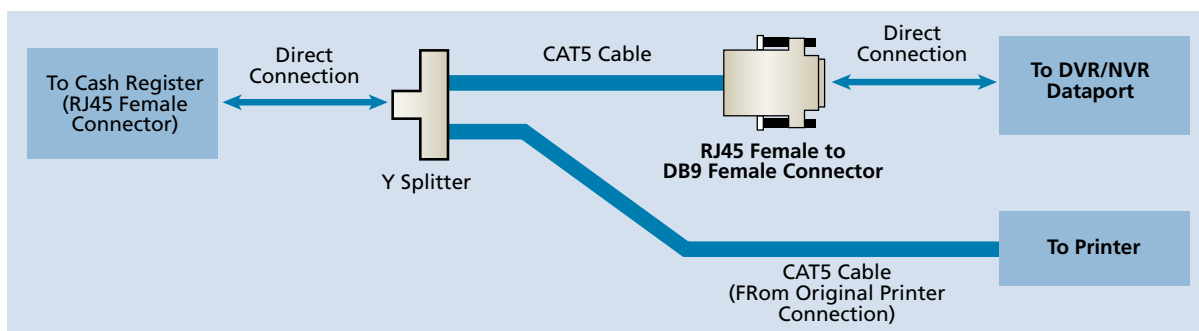 To Cash Register
(RJ45 Female
Connector)
Direct
Connection
Y Splitter
CAT5 Cable
RJ45 Female to
DB9 Female Connector
Direct
Connection
To DVR/NVR
Dataport
CAT5 Cable
(FRom Original Printer
Connection)
To Printer